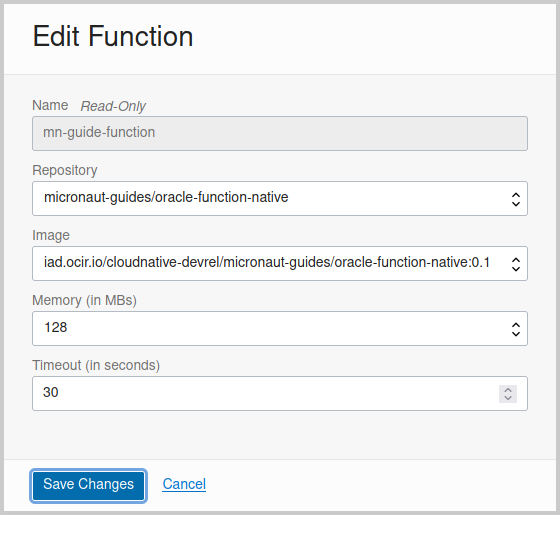 Edit Function
Name Read-Only
mn-guide-function
Repository
micronaut-guides/oracle-function-native
Image
iad.ocir.io/cloudnative-devrel/micronaut-guides/oracle-function-native:0.1
Memory (in MBs)
128
Timeout (in seconds)
30
Save Changes Cancel